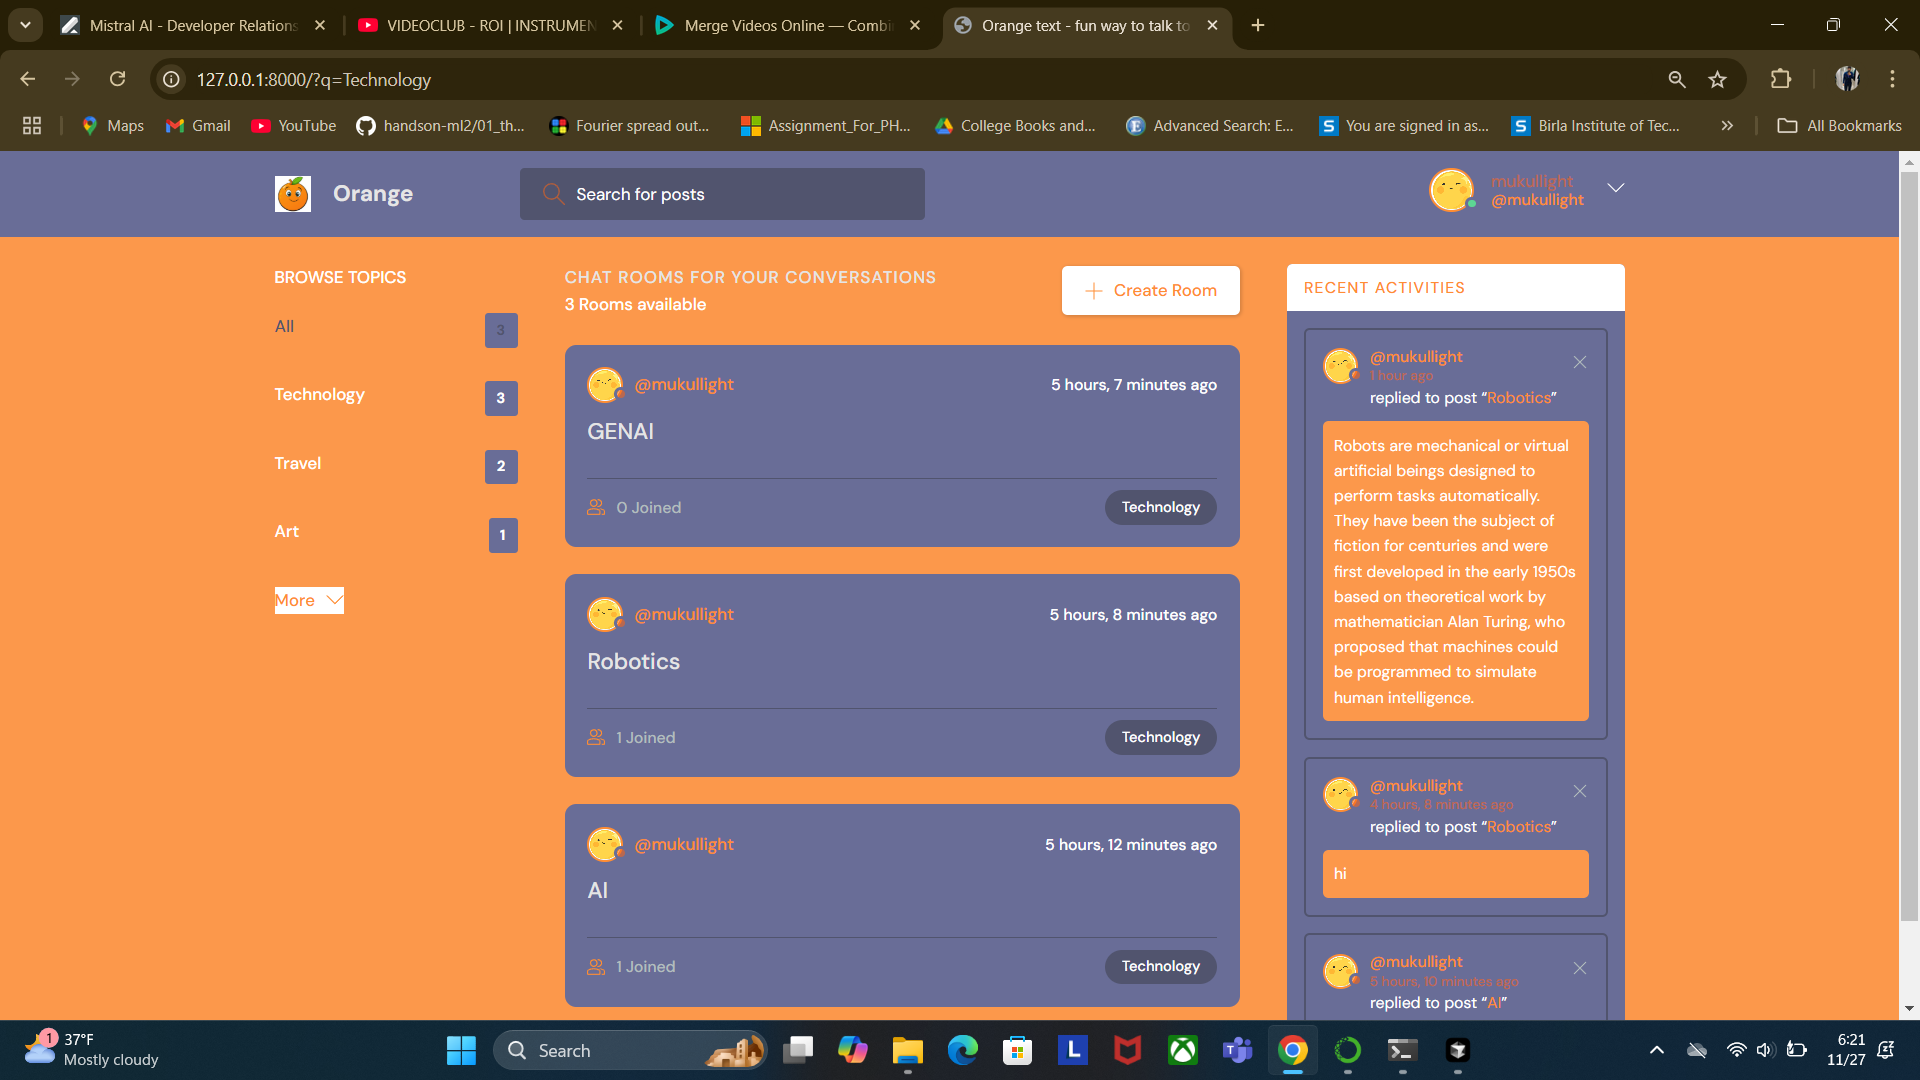 Mistral AI - Developer Relations
VIDEOCLUB - ROI | INSTRUMEN
Merge Videos Online — Combi
Orange text - fun way to talk to
127.0.0.1:8000/?q=Technology
Maps
Gmail
YouTube
handson-ml2/01_th...
Fourier spread out...
Assignment_For_PH...
College Books and...
Advanced Search: E...
You are signed in as...
Birla Institute of Tec...
All Bookmarks
Orange
Search for posts
mukullight
@mukullight
BROWSE TOPICS
All
3
Technology
3
Travel
2
Art
1
More
CHAT ROOMS FOR YOUR CONVERSATIONS
3 Rooms available
Create Room
@mukullight
5 hours, 7 minutes ago
GENAI
0 Joined
Technology
@mukullight
5 hours, 8 minutes ago
Robotics
1 Joined
Technology
@mukullight
5 hours, 12 minutes ago
AI
1 Joined
Technology
RECENT ACTIVITIES
@mukullight
1 hour ago
replied to post “Robotics”
Robots are mechanical or virtual
artificial beings designed to
perform tasks automatically.
They have been the subject of
fiction for centuries and were
first developed in the early 1950s
based on theoretical work by
mathematician Alan Turing, who
proposed that machines could
be programmed to simulate
human intelligence.
@mukullight
4 hours, 8 minutes ago
replied to post “Robotics”
hi
@mukullight
5 hours, 10 minutes ago
replied to post “AI”
1
37°F
Mostly cloudy
Search
L
6:21
11/27